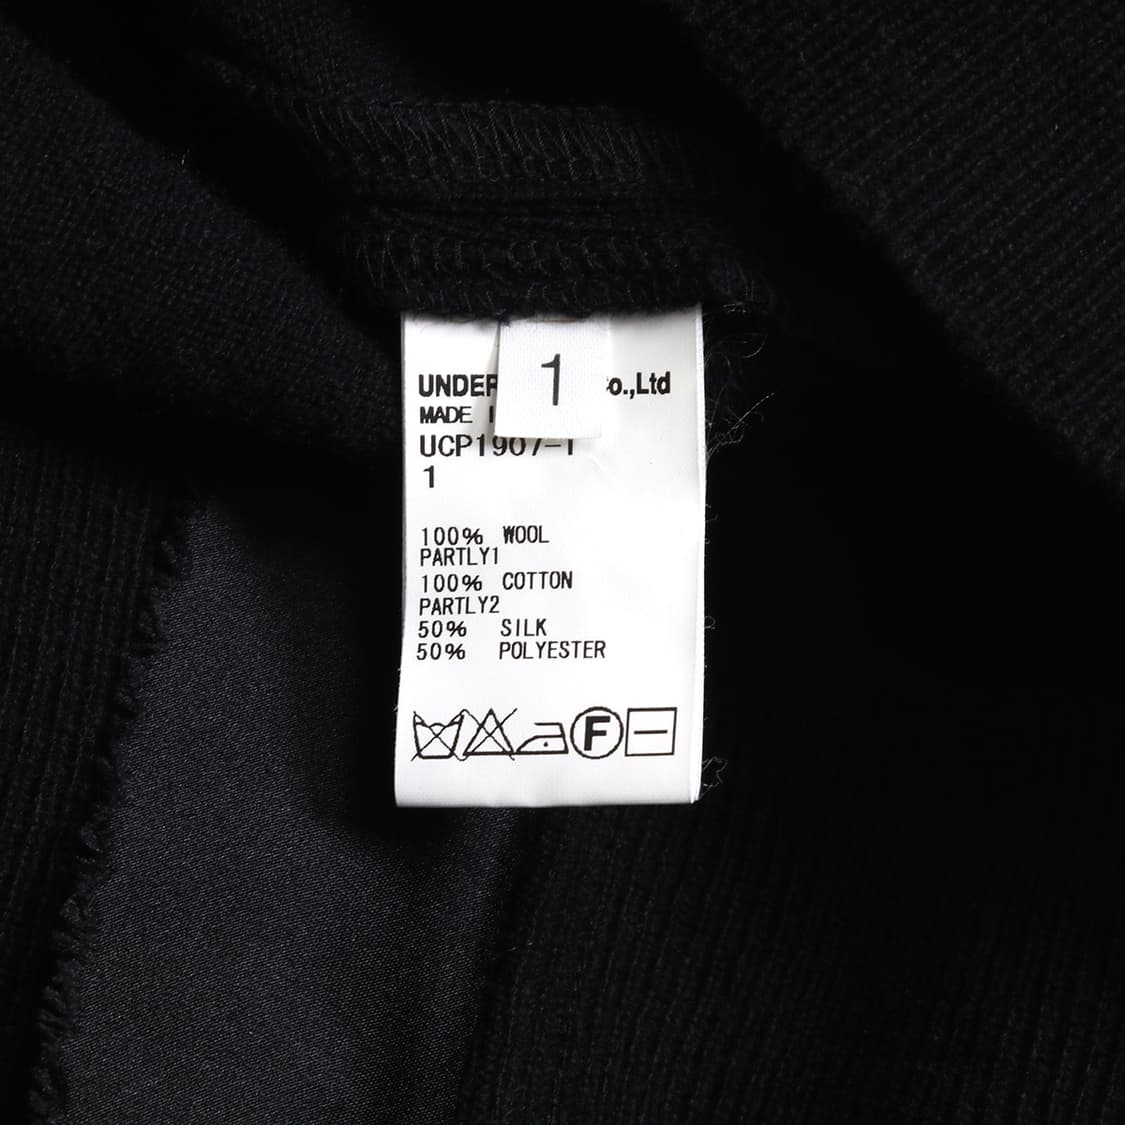 1
UNDER o.,Ltd
MADE I
UCP1907-1
1
100% WOOL
PARTLY1
100% COTTON
PARTLY2
50% SILK
50% POLYESTER
F